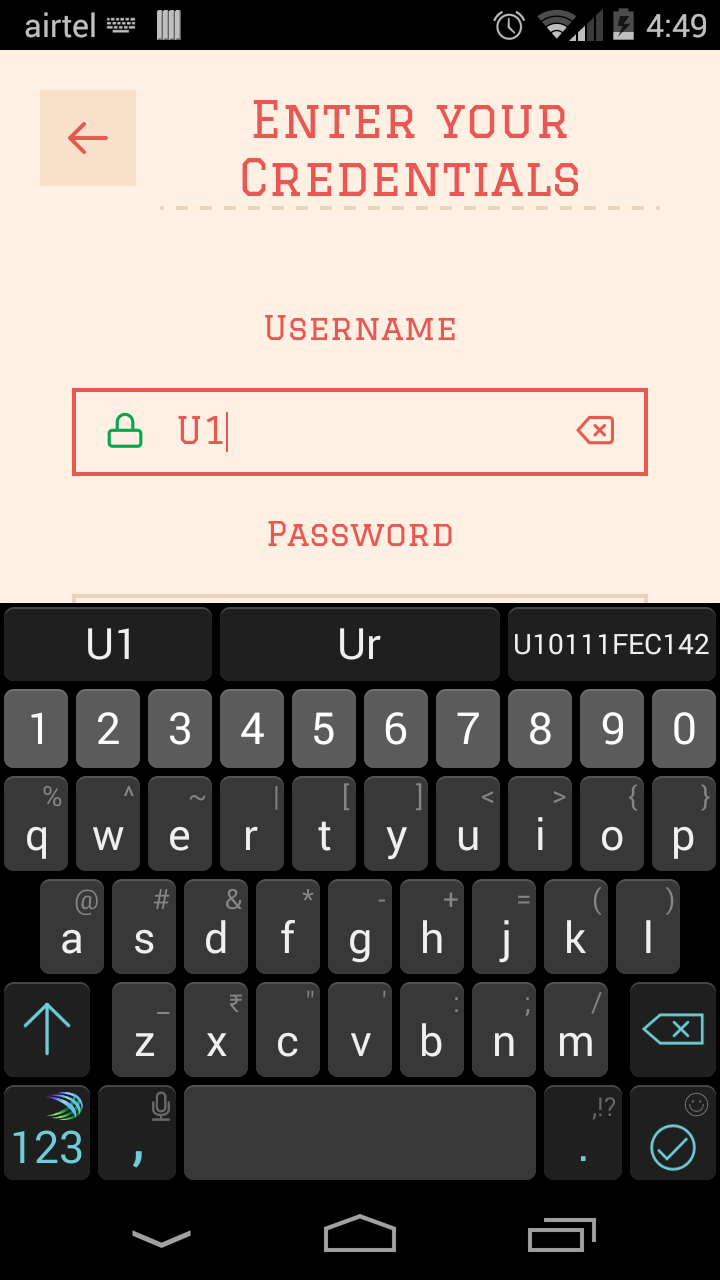 airtel 4:49
Enter your
Credentials
Username
U1
Password
U1 Ur U10111FEC142
1 2 3 4 5 6 7 8 9 0
% ^ ~ | [ ] < > { }
q w e r t y u i o p
@ # & * - + = ( )
a s d f g h j k l
_ ₹ " ' : ; /
z x c v b n m
,!?
123 , .